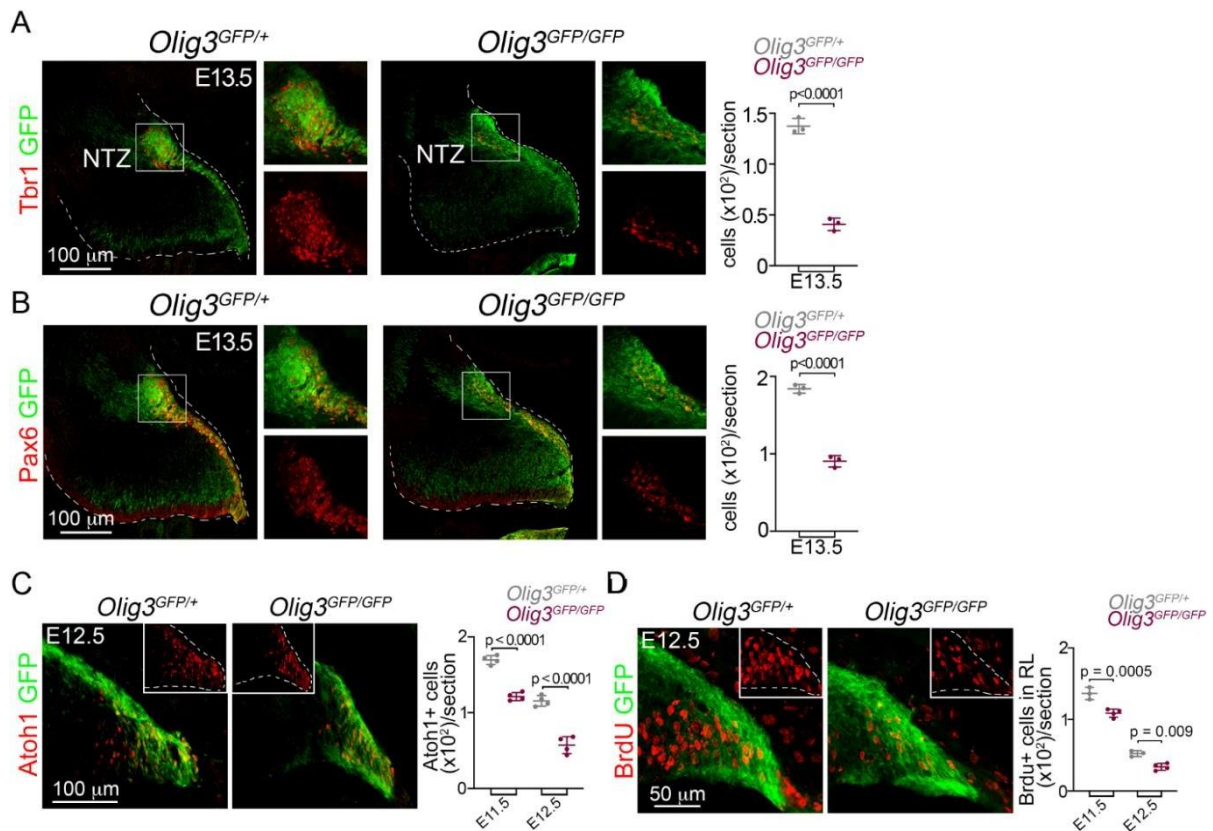 A
Olig3GFP/+
Olig3GFP/GFP
Tbr1 GFP
E13.5
NTZ
NTZ
100 µm
Olig3GFP/+
Olig3GFP/GFP
p<0.0001
cells (x10²)/section
1.5
1
0.5
0
E13.5
B
Olig3GFP/+
Olig3GFP/GFP
Pax6 GFP
E13.5
100 µm
Olig3GFP/+
Olig3GFP/GFP
p<0.0001
cells (x10²)/section
2
1
0
E13.5
C
Olig3GFP/+
Olig3GFP/GFP
Atoh1 GFP
E12.5
100 µm
Olig3GFP/+
Olig3GFP/GFP
Atoh1+ cells
(x10²)/section
2
1
0
p < 0.0001
p < 0.0001
E11.5
E12.5
D
Olig3GFP/+
Olig3GFP/GFP
BrdU GFP
E12.5
50 µm
Olig3GFP/+
Olig3GFP/GFP
Brdu+ cells in RL
(x10²)/section
2
1
0
p = 0.0005
p = 0.009
E11.5
E12.5